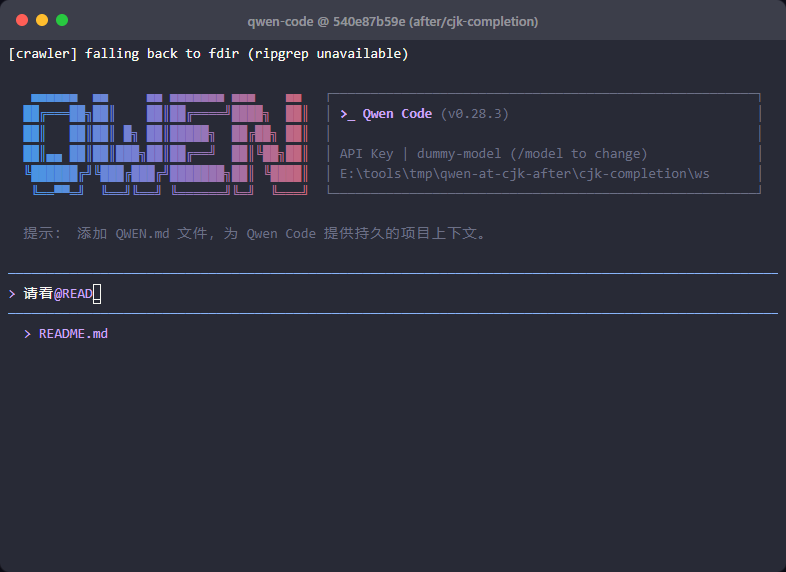 qwen-code @ 540e87b59e (after/cjk-completion)
[crawler] falling back to fdir (ripgrep unavailable)
QWEN
>_ Qwen Code (v0.28.3)
API Key | dummy-model (/model to change)
E:\tools\tmp\qwen-at-cjk-after\cjk-completion\ws
提示： 添加 QWEN.md 文件，为 Qwen Code 提供持久的项目上下文。
> 请看@READ
> README.md